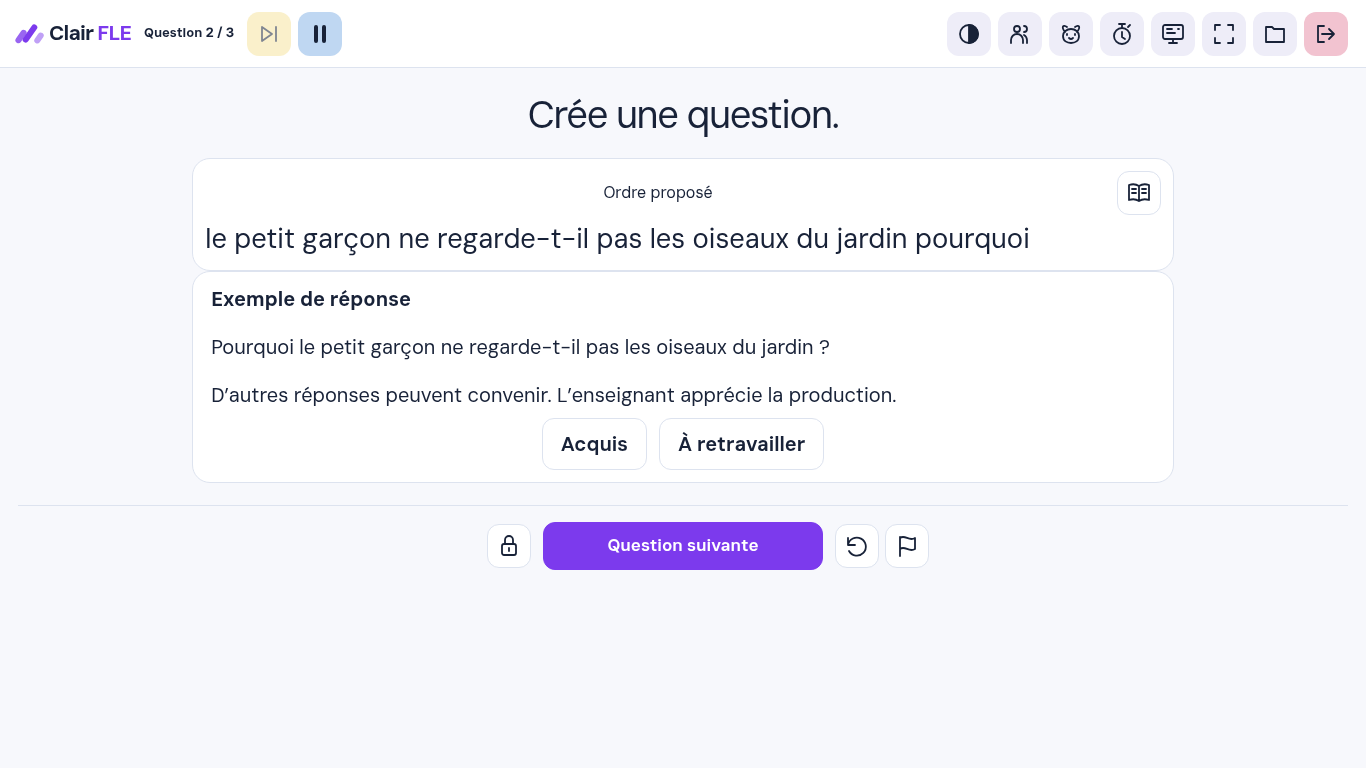 Clair FLE
Question 2 / 3
Crée une question.
Ordre proposé
le petit garçon ne regarde-t-il pas les oiseaux du jardin pourquoi
Exemple de réponse
Pourquoi le petit garçon ne regarde-t-il pas les oiseaux du jardin ?
D’autres réponses peuvent convenir. L’enseignant apprécie la production.
Acquis
À retravailler
Question suivante